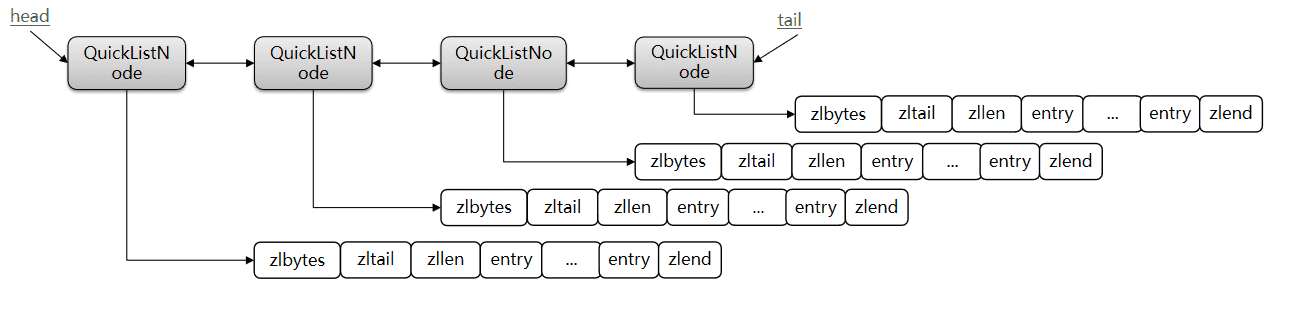 head
tail
QuickListN
ode
QuickListN
ode
QuickListNo
de
QuickListN
ode
zlbytes zltail zllen entry ... entry zlend
zlbytes zltail zllen entry ... entry zlend
zlbytes zltail zllen entry ... entry zlend
zlbytes zltail zllen entry ... entry zlend